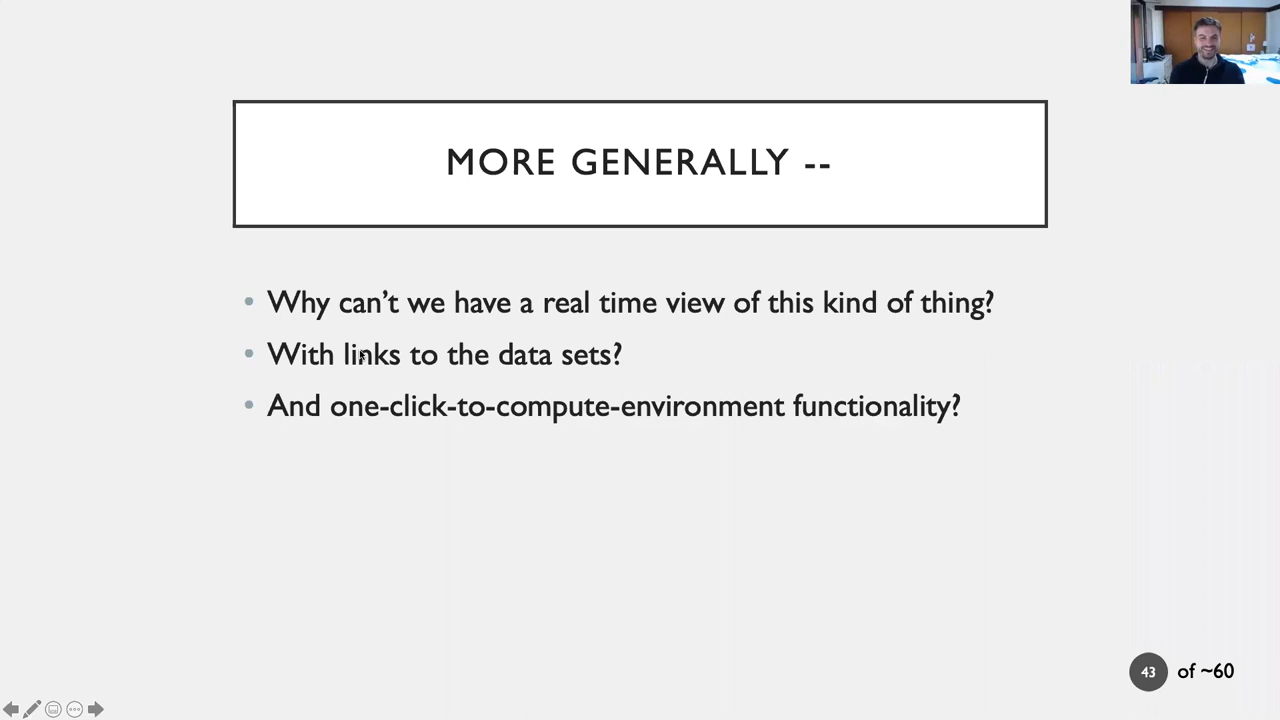 MORE GENERALLY --
Why can't we have a real time view of this kind of thing?
With links to the data sets?
And one-click-to-compute-environment functionality?
43 of ~60